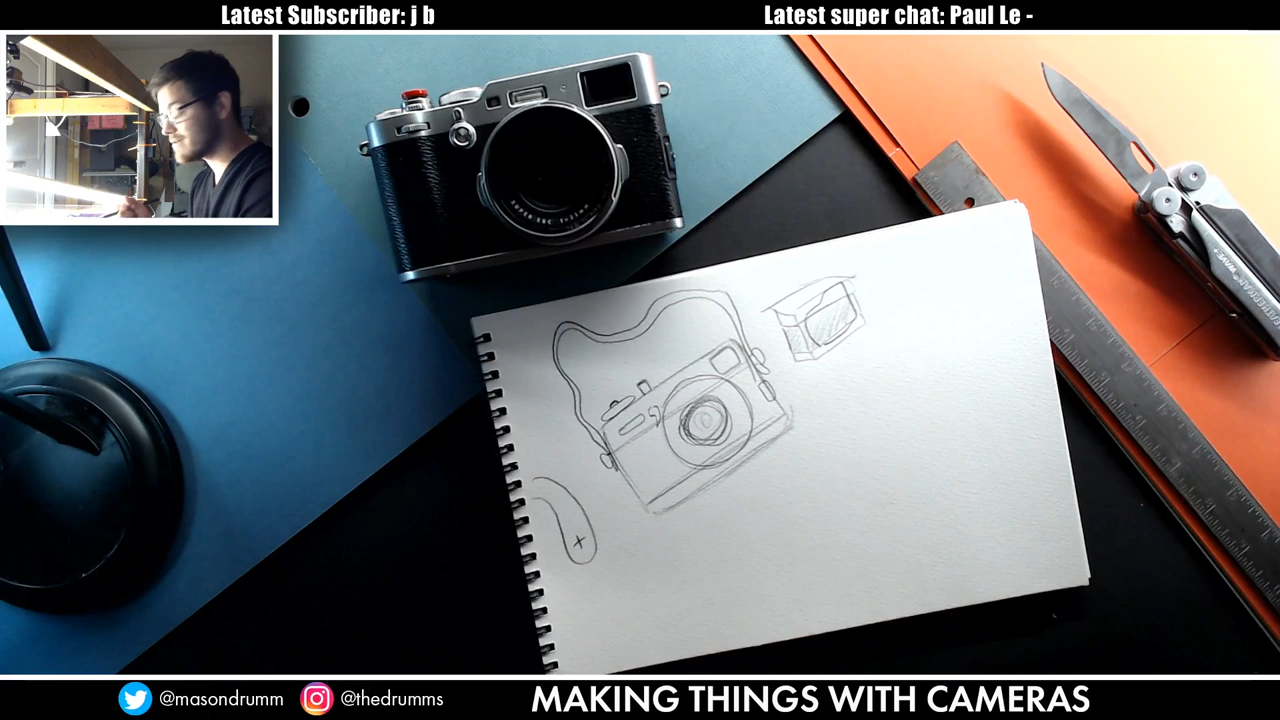 Latest Subscriber: j b
Latest super chat: Paul Le -
@masondrumm
@thedrumms
MAKING THINGS WITH CAMERAS